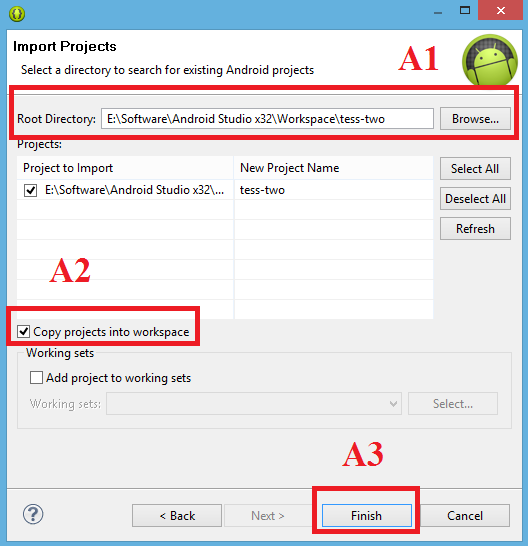 Import Projects
Select a directory to search for existing Android projects
A1
Root Directory: E:\Software\Android Studio x32\Workspace\tess-two Browse...
Projects:
Project to Import New Project Name Select All
E:\Software\Android Studio x32\... tess-two
Deselect All
Refresh
A2
Copy projects into workspace
Working sets
Add project to working sets
Working sets: Select...
A3
? < Back Next > Finish Cancel